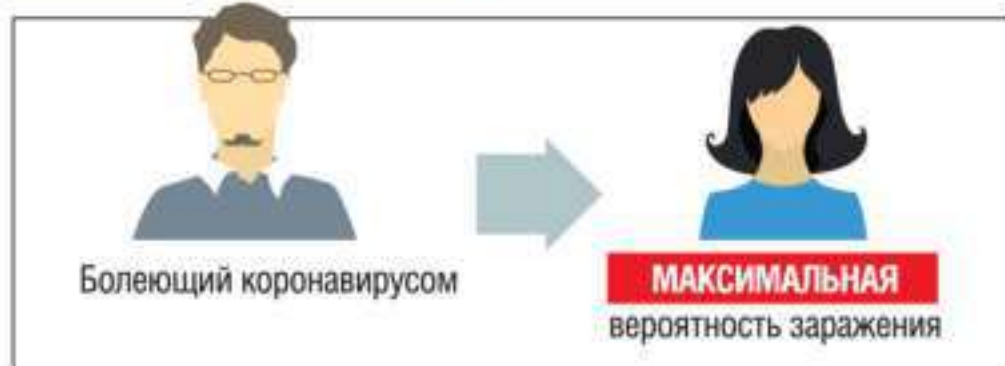 Болеющий коронавирусом
МАКСИМАЛЬНАЯ
вероятность заражения